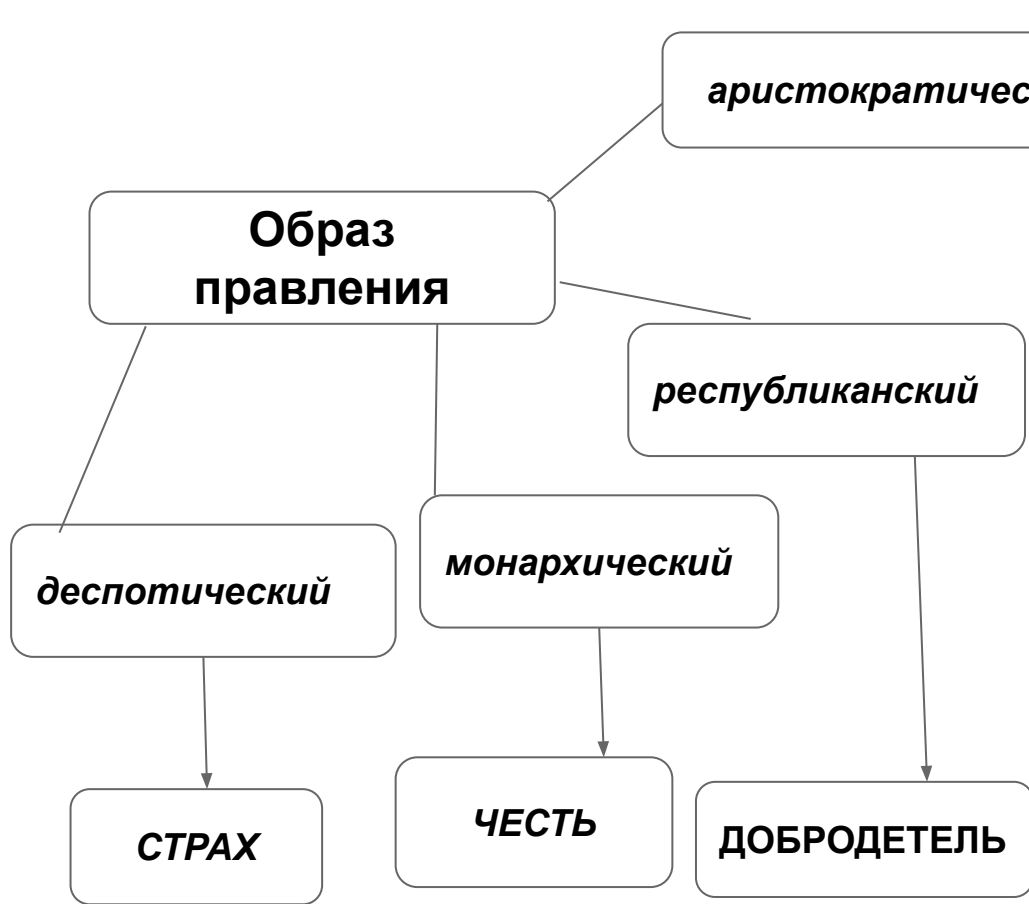 аристократичес
Образ
правления
республиканский
монархический
деспотический
ЧЕСТЬ
ДОБРОДЕТЕЛЬ
СТРАХ